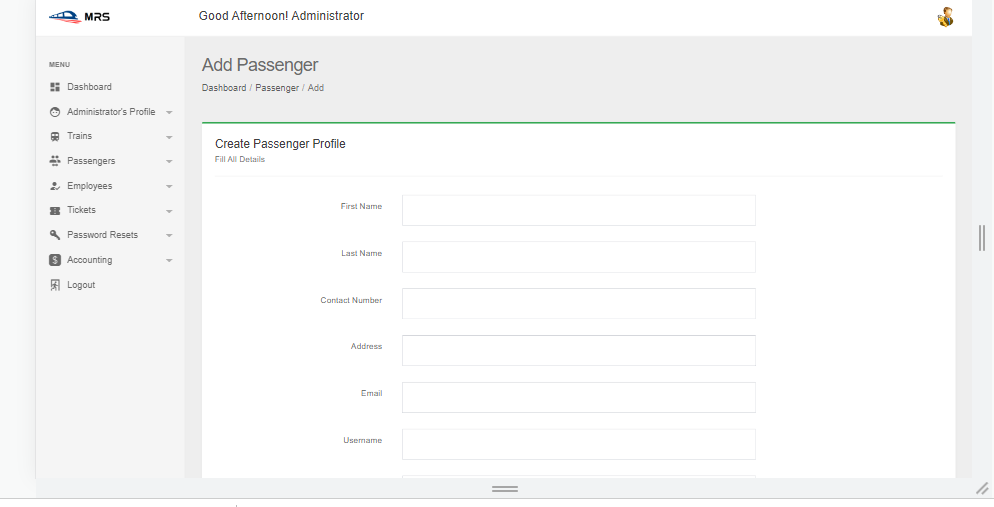 MRS
Good Afternoon! Administrator
MENU
Dashboard
Administrator's Profile
Trains
Passengers
Employees
Tickets
Password Resets
$ Accounting
Logout
Add Passenger
Dashboard / Passenger / Add
Create Passenger Profile
Fill All Details
First Name
Last Name
Contact Number
Address
Email
Username